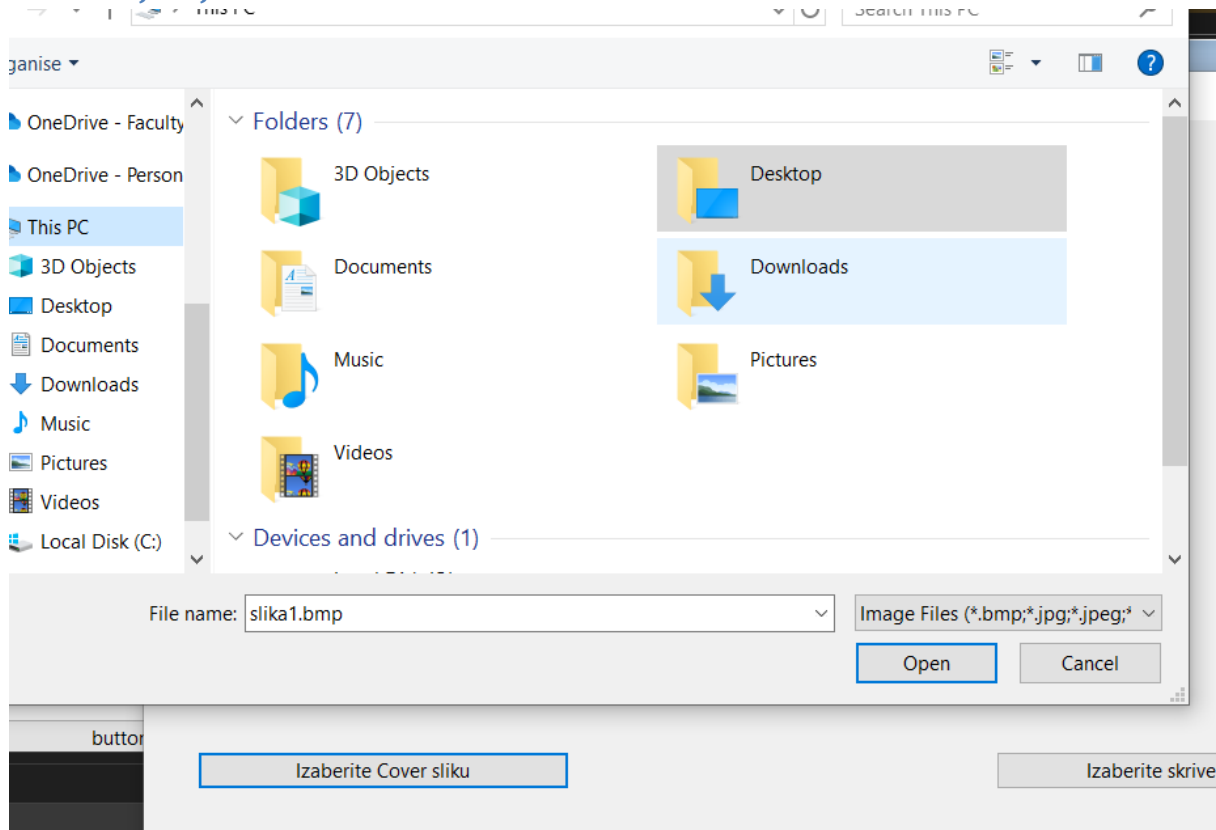 This PC
Search This PC
ganise
OneDrive - Faculty
OneDrive - Person
This PC
3D Objects
Desktop
Documents
Downloads
Music
Pictures
Videos
Local Disk (C:)
Folders (7)
3D Objects
Desktop
Documents
Downloads
Music
Pictures
Videos
Devices and drives (1)
File name:
slika1.bmp
Image Files (*.bmp;*.jpg;*.jpeg;*
Open
Cancel
button
Izaberite Cover sliku
Izaberite skrive